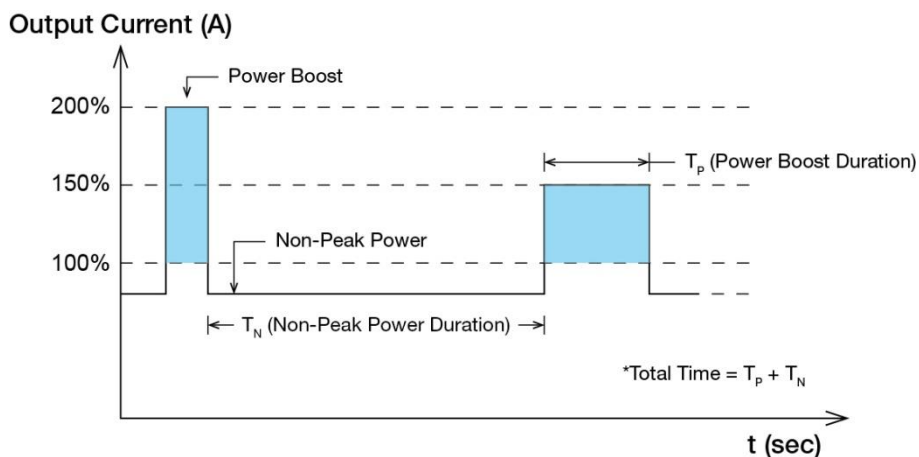 Output Current (A)
Power Boost
200%
T_P (Power Boost Duration)
150%
Non-Peak Power
100%
T_N (Non-Peak Power Duration)
*Total Time = T_P + T_N
t (sec)